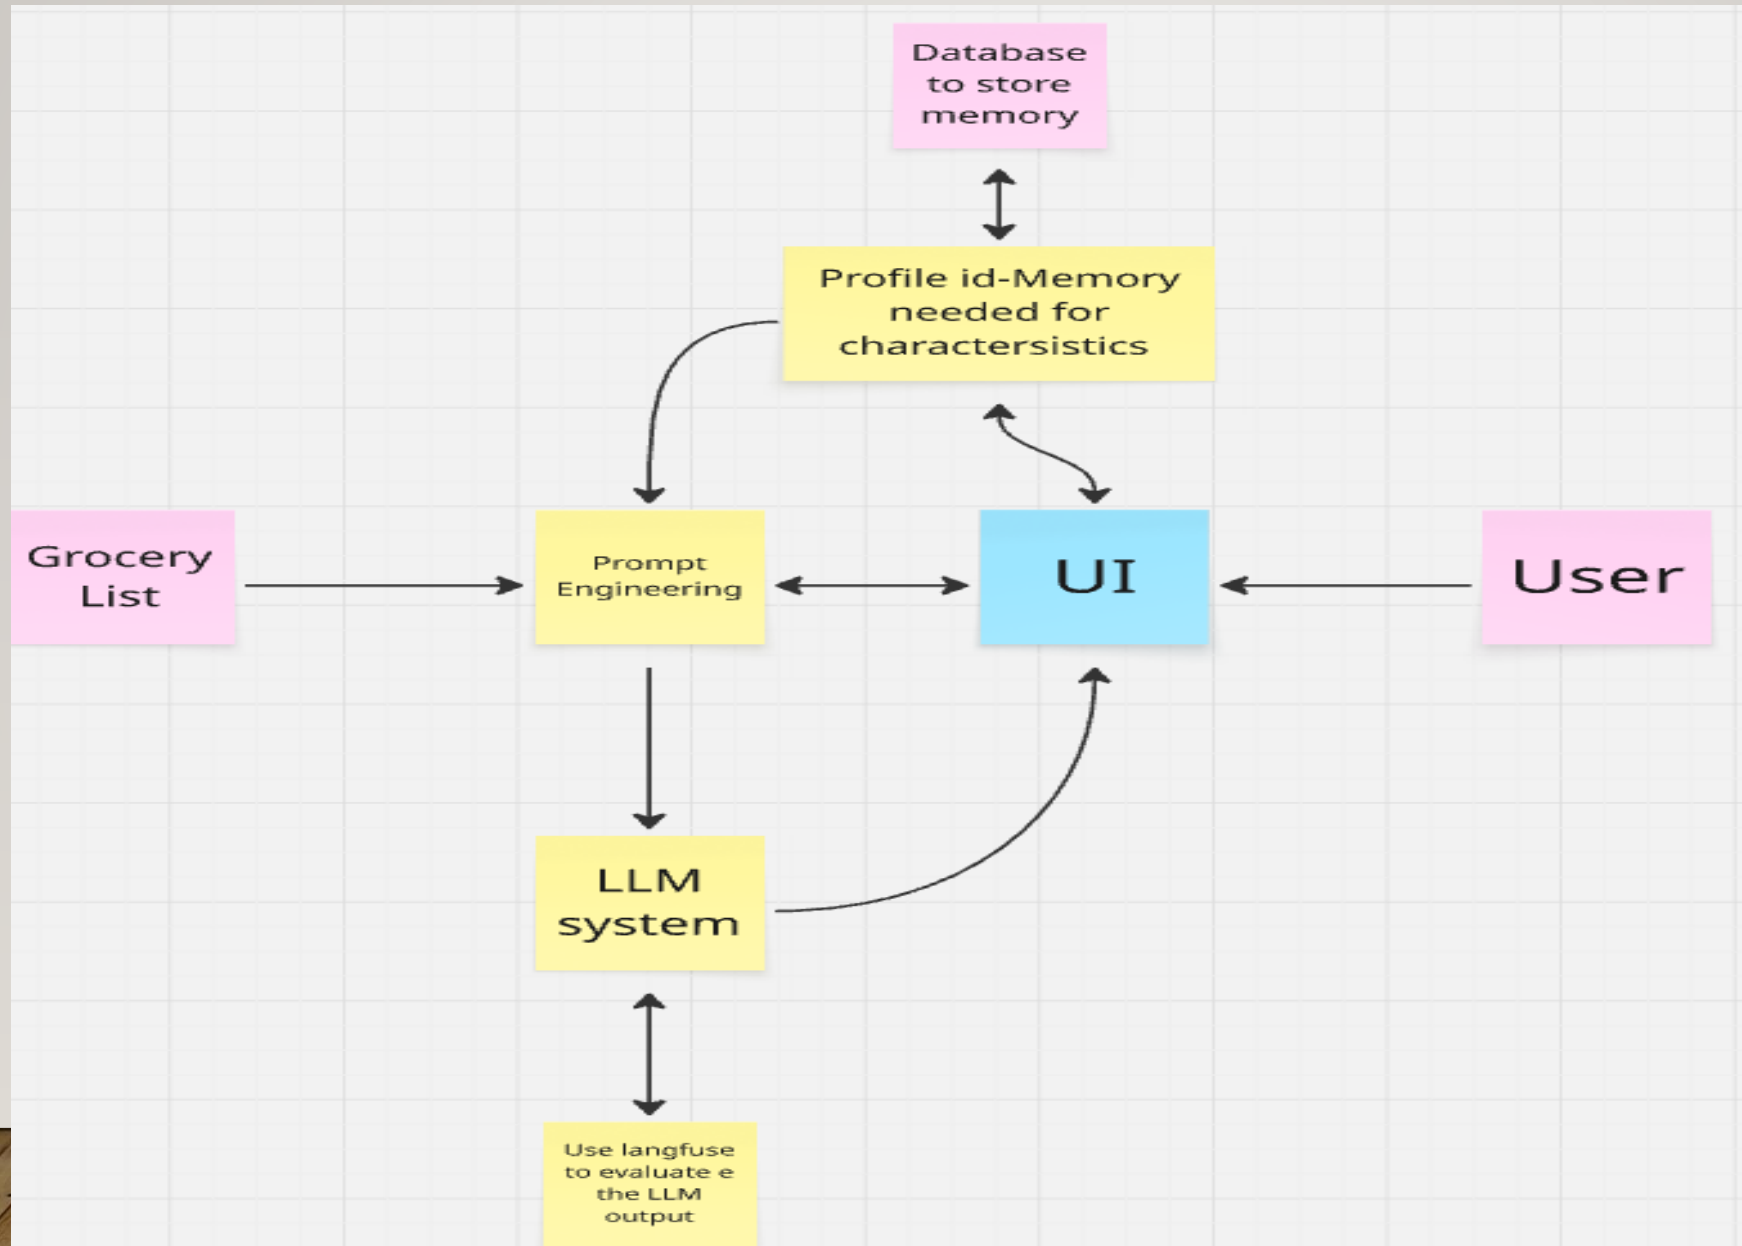 Database
to store
memory
Profile id-Memory
needed for
charactersistics
Grocery
List
Prompt
Engineering
UI
User
LLM
system
Use langfuse
to evaluate e
the LLM
output